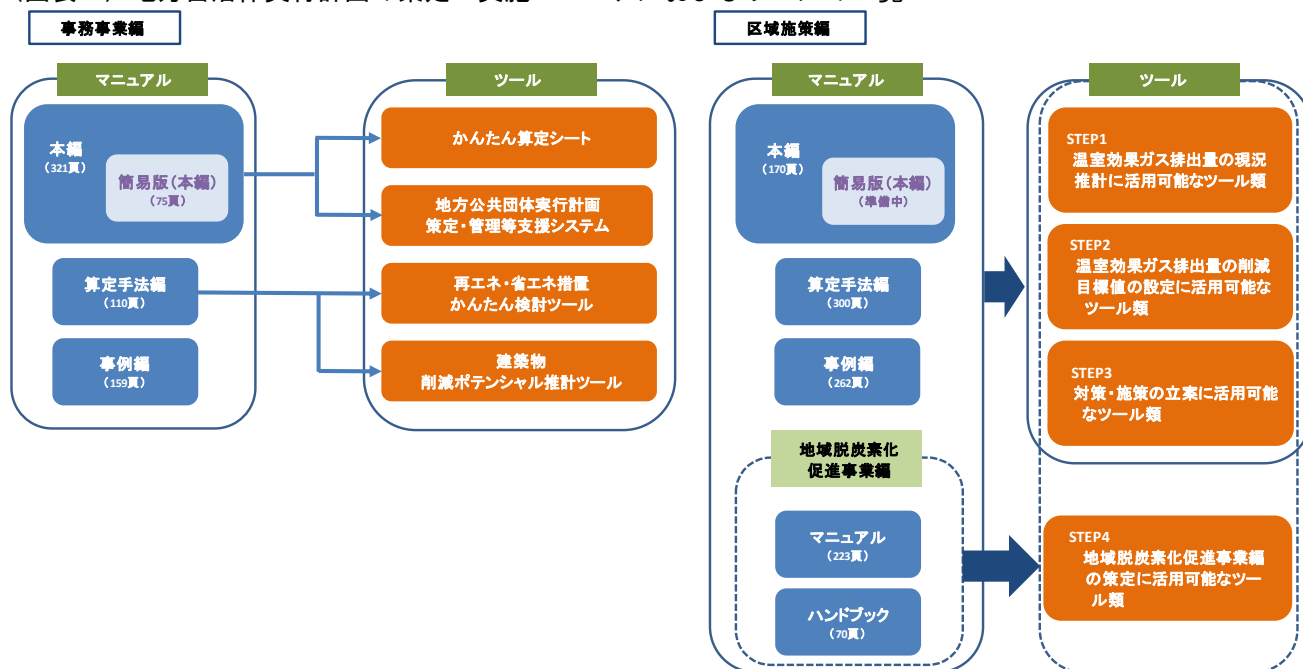 事務事業編
マニュアル
本編
（321頁）
簡易版（本編）
（75頁）
算定手法編
（110頁）
事例編
（159頁）
ツール
かんたん算定シート
地方公共団体実行計画
策定・管理等支援システム
再エネ・省エネ措置
かんたん検討ツール
建築物
削減ポテンシャル推計ツール
区域施策編
マニュアル
本編
（170頁）
簡易版（本編）
（準備中）
算定手法編
（300頁）
事例編
（262頁）
地域脱炭素化
促進事業編
マニュアル
（223頁）
ハンドブック
（70頁）
ツール
STEP1
温室効果ガス排出量の現況
推計に活用可能なツール類
STEP2
温室効果ガス排出量の削減
目標値の設定に活用可能な
ツール類
STEP3
対策・施策の立案に活用可能
なツール類
STEP4
地域脱炭素化促進事業編
の策定に活用可能なツー
ル類